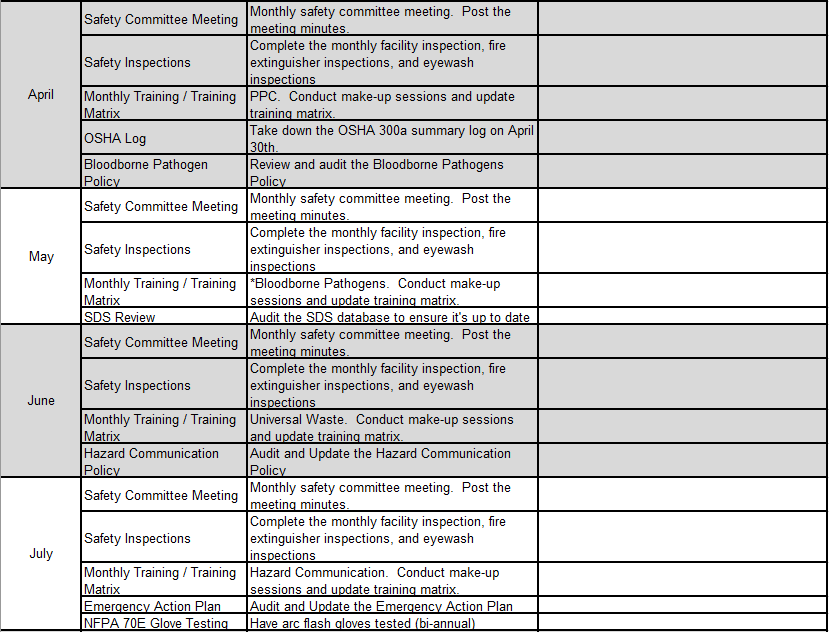 April
Safety Committee Meeting
Monthly safety committee meeting.  Post the
meeting minutes.
Safety Inspections
Complete the monthly facility inspection, fire
extinguisher inspections, and eyewash
inspections
Monthly Training / Training
Matrix
PPC.  Conduct make-up sessions and update
training matrix.
OSHA Log
Take down the OSHA 300a summary log on April
30th.
Bloodborne Pathogen
Policy
Review and audit the Bloodborne Pathogens
Policy
May
Safety Committee Meeting
Monthly safety committee meeting.  Post the
meeting minutes.
Safety Inspections
Complete the monthly facility inspection, fire
extinguisher inspections, and eyewash
inspections
Monthly Training / Training
Matrix
*Bloodborne Pathogens.  Conduct make-up
sessions and update training matrix.
SDS Review
Audit the SDS database to ensure it's up to date
June
Safety Committee Meeting
Monthly safety committee meeting.  Post the
meeting minutes.
Safety Inspections
Complete the monthly facility inspection, fire
extinguisher inspections, and eyewash
inspections
Monthly Training / Training
Matrix
Universal Waste.  Conduct make-up sessions
and update training matrix.
Hazard Communication
Policy
Audit and Update the Hazard Communication
Policy
July
Safety Committee Meeting
Monthly safety committee meeting.  Post the
meeting minutes.
Safety Inspections
Complete the monthly facility inspection, fire
extinguisher inspections, and eyewash
inspections
Monthly Training / Training
Matrix
Hazard Communication.  Conduct make-up
sessions and update training matrix.
Emergency Action Plan
Audit and Update the Emergency Action Plan
NFPA 70E Glove Testing
Have arc flash gloves tested (bi-annual)